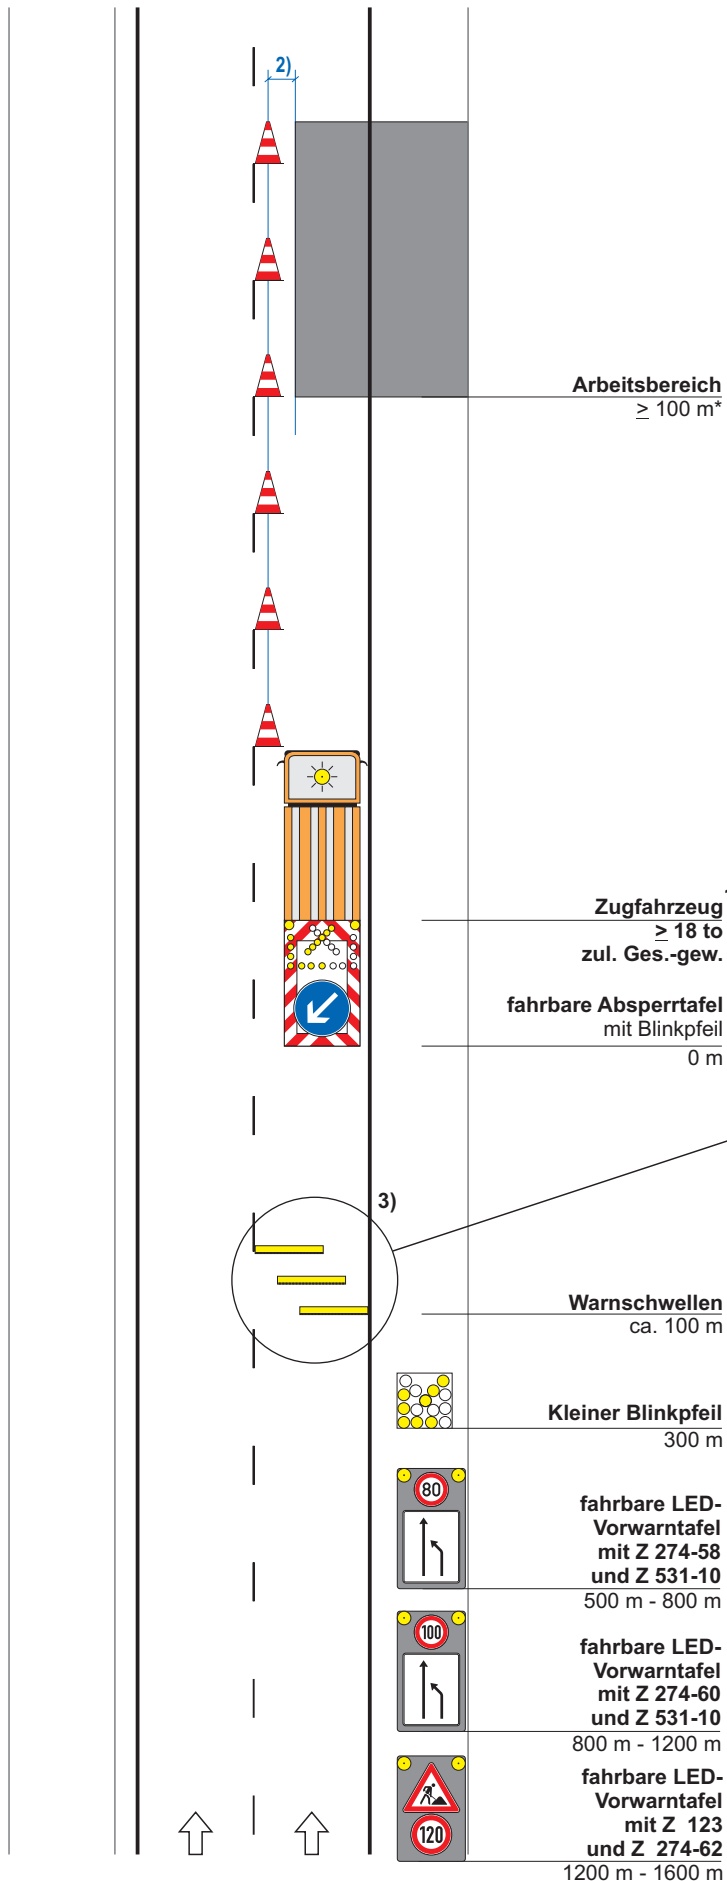 2)
Arbeitsbereich
≥ 100 m*
Zugfahrzeug
≥ 18 to
zul. Ges.-gew.
fahrbare Absperrtafel
mit Blinkpfeil
0 m
3)
Warnschwellen
ca. 100 m
Kleiner Blinkpfeil
300 m
80
fahrbare LED-
Vorwarntafel
mit Z 274-58
und Z 531-10
500 m - 800 m
100
fahrbare LED-
Vorwarntafel
mit Z 274-60
und Z 531-10
800 m - 1200 m
fahrbare LED-
Vorwarntafel
mit Z 123
und Z 274-62
120
1200 m - 1600 m